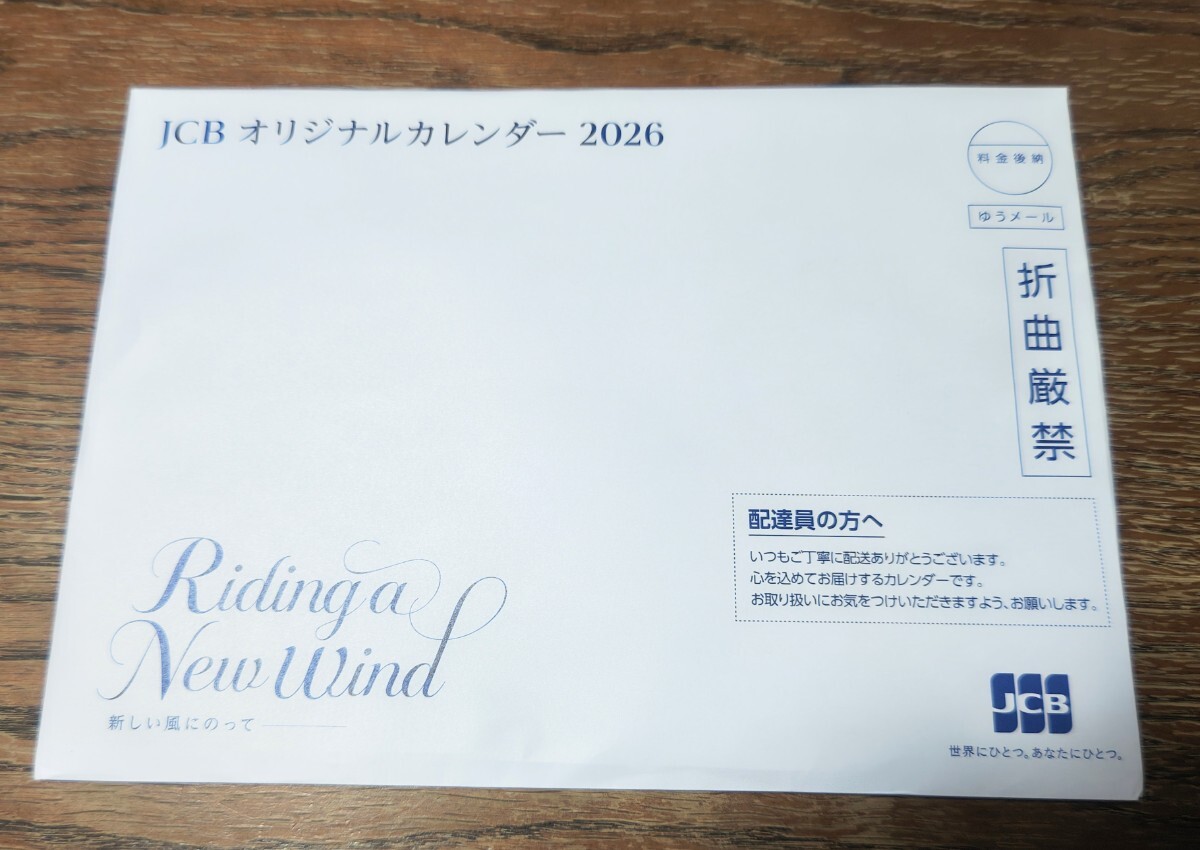 JCB オリジナルカレンダー 2026
料金後納
ゆうメール
折曲厳禁
配達員の方へ
いつもご丁寧に配送ありがとうございます。
心を込めてお届けするカレンダーです。
お取り扱いにお気をつけいただきますよう、お願いします。
Riding a
New Wind
新しい風にのって
JCB
世界にひとつ。あなたにひとつ。